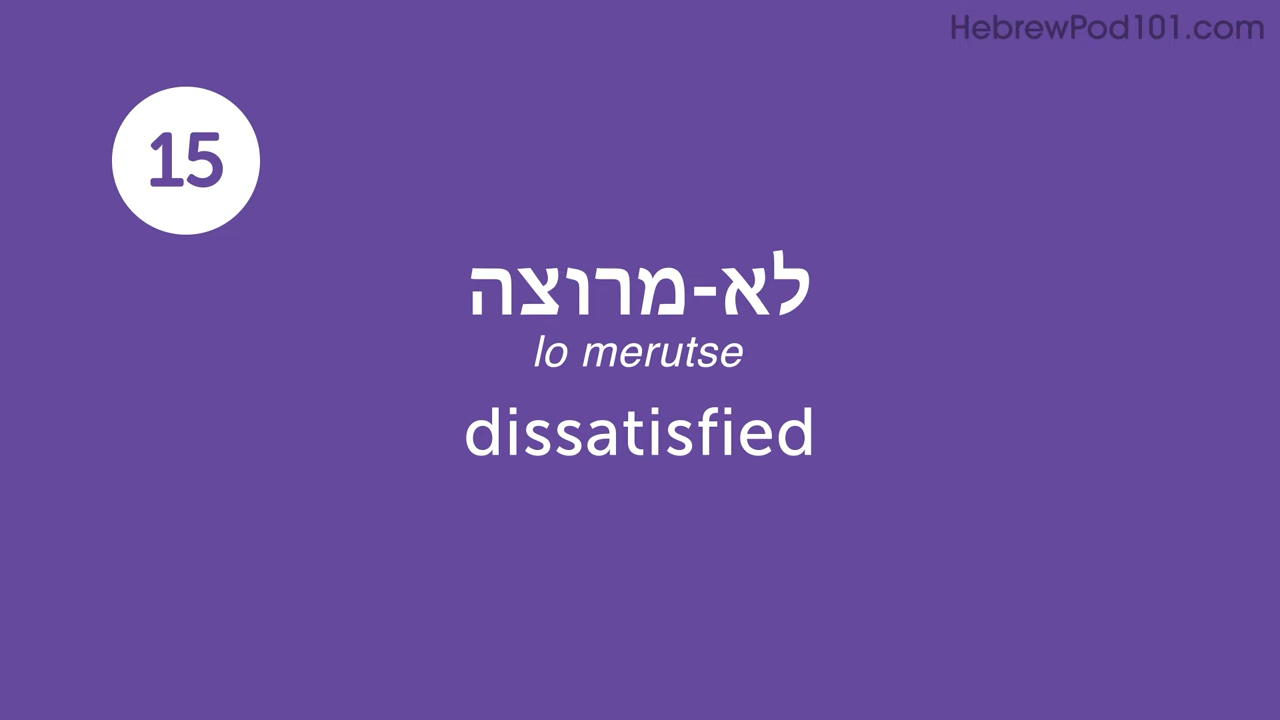 HebrewPod101.com
15
לא-מרוצה
lo merutse
dissatisfied